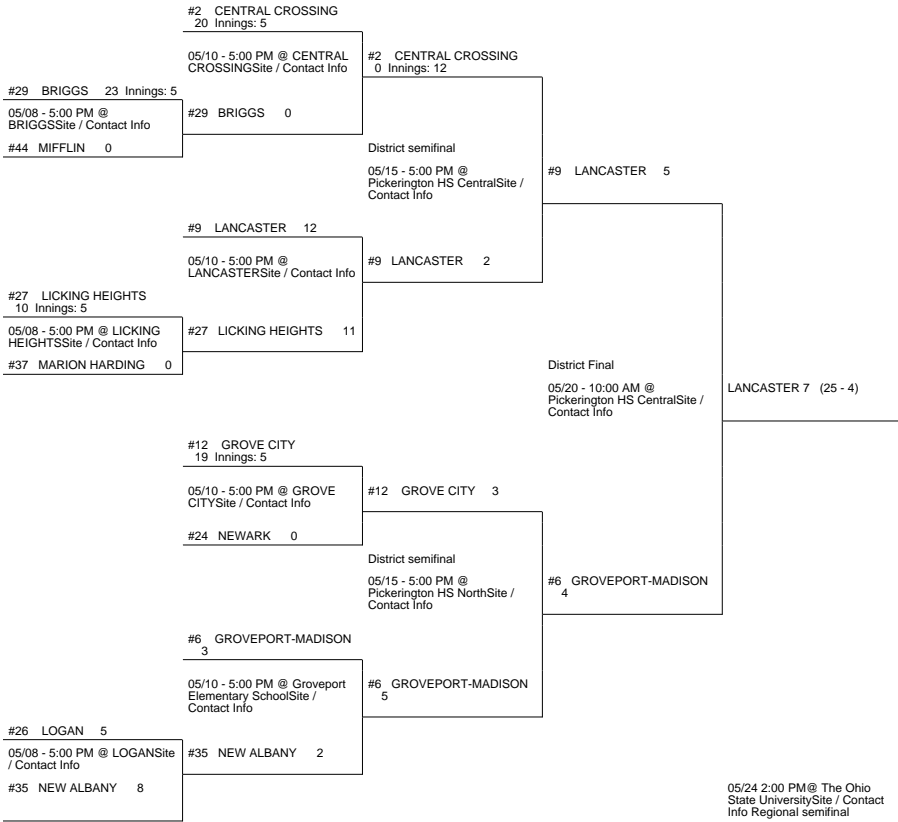 #2 CENTRAL CROSSING
20 Innings: 5
05/10 - 5:00 PM @ CENTRAL
CROSSINGSite / Contact Info
#2 CENTRAL CROSSING
0 Innings: 12
#29 BRIGGS 23 Innings: 5
05/08 - 5:00 PM @
BRIGGSSite / Contact Info
#29 BRIGGS 0
#44 MIFFLIN 0
District semifinal
05/15 - 5:00 PM @
Pickerington HS CentralSite /
Contact Info
#9 LANCASTER 5
#9 LANCASTER 12
05/10 - 5:00 PM @
LANCASTERSite / Contact Info
#9 LANCASTER 2
#27 LICKING HEIGHTS
10 Innings: 5
05/08 - 5:00 PM @ LICKING
HEIGHTSSite / Contact Info
#27 LICKING HEIGHTS 11
#37 MARION HARDING 0
District Final
05/20 - 10:00 AM @
Pickerington HS CentralSite /
Contact Info
LANCASTER 7 (25 - 4)
#12 GROVE CITY
19 Innings: 5
05/10 - 5:00 PM @ GROVE
CITYSite / Contact Info
#12 GROVE CITY 3
#24 NEWARK 0
District semifinal
05/15 - 5:00 PM @
Pickerington HS NorthSite /
Contact Info
#6 GROVEPORT-MADISON
4
#6 GROVEPORT-MADISON
3
05/10 - 5:00 PM @ Groveport
Elementary SchoolSite /
Contact Info
#6 GROVEPORT-MADISON
5
#26 LOGAN 5
05/08 - 5:00 PM @ LOGANSite
/ Contact Info
#35 NEW ALBANY 2
#35 NEW ALBANY 8
05/24 2:00 PM@ The Ohio
State UniversitySite / Contact
Info Regional semifinal